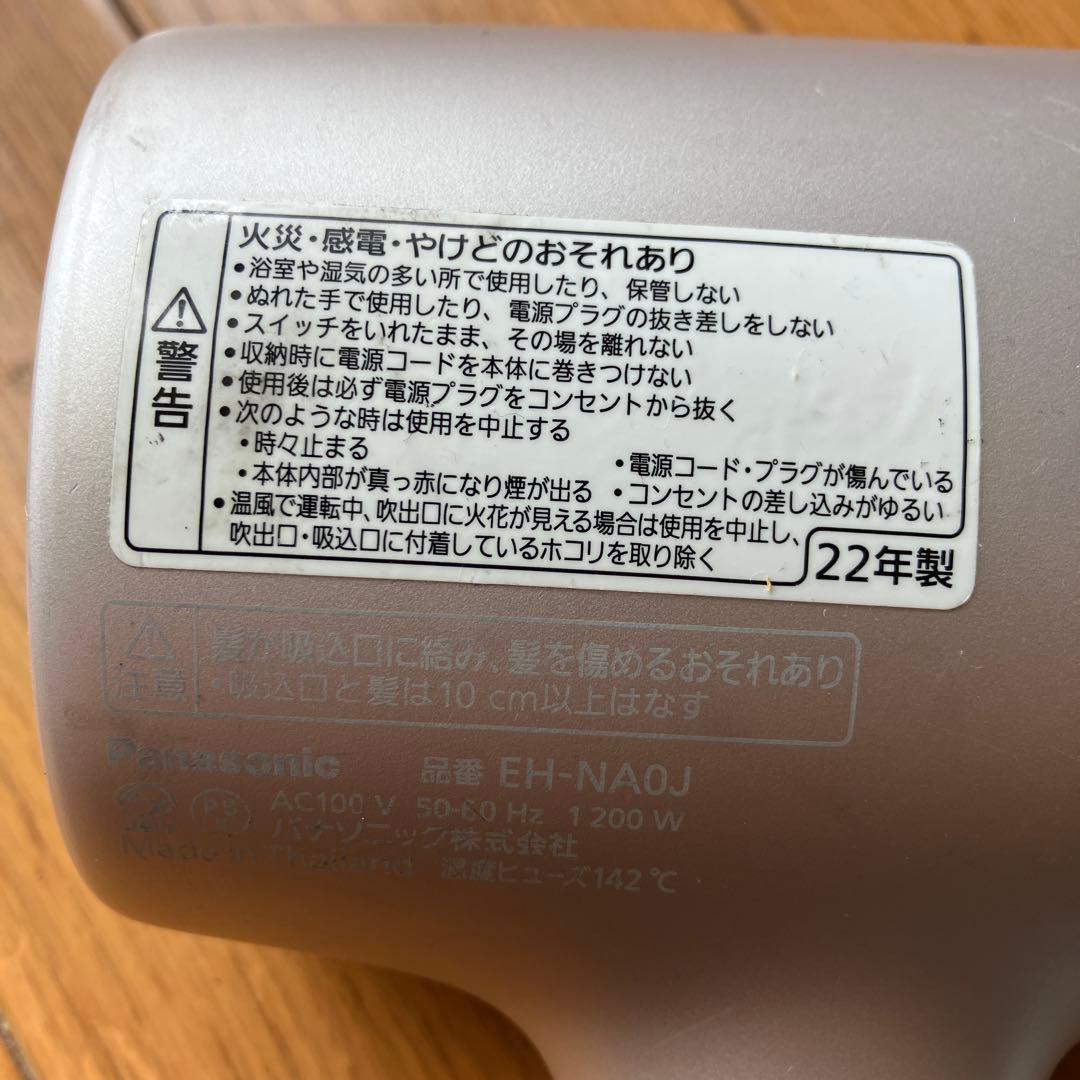 警告
火災・感電・やけどのおそれあり
•浴室や湿気の多い所で使用したり、保管しない
•ぬれた手で使用したり、電源プラグの抜き差しをしない
•スイッチをいれたまま、その場を離れない
•収納時に電源コードを本体に巻きつけない
•使用後は必ず電源プラグをコンセントから抜く
•次のような時は使用を中止する
・時々止まる
・電源コード・プラグが傷んでいる
・本体内部が真っ赤になり煙が出る
・コンセントの差し込みがゆるい
•温風で運転中、吹出口に火花が見える場合は使用を中止し、
吹出口・吸込口に付着しているホコリを取り除く
22年製
注意
髪が吸込口に絡み、髪を傷めるおそれあり
・吸込口と髪は10 cm以上はなす
Panasonic 品番 EH-NA0J
PS E AC100 V 50-60 Hz 1 200 W
パナソニック株式会社
Made in Thailand 温度ヒューズ142℃